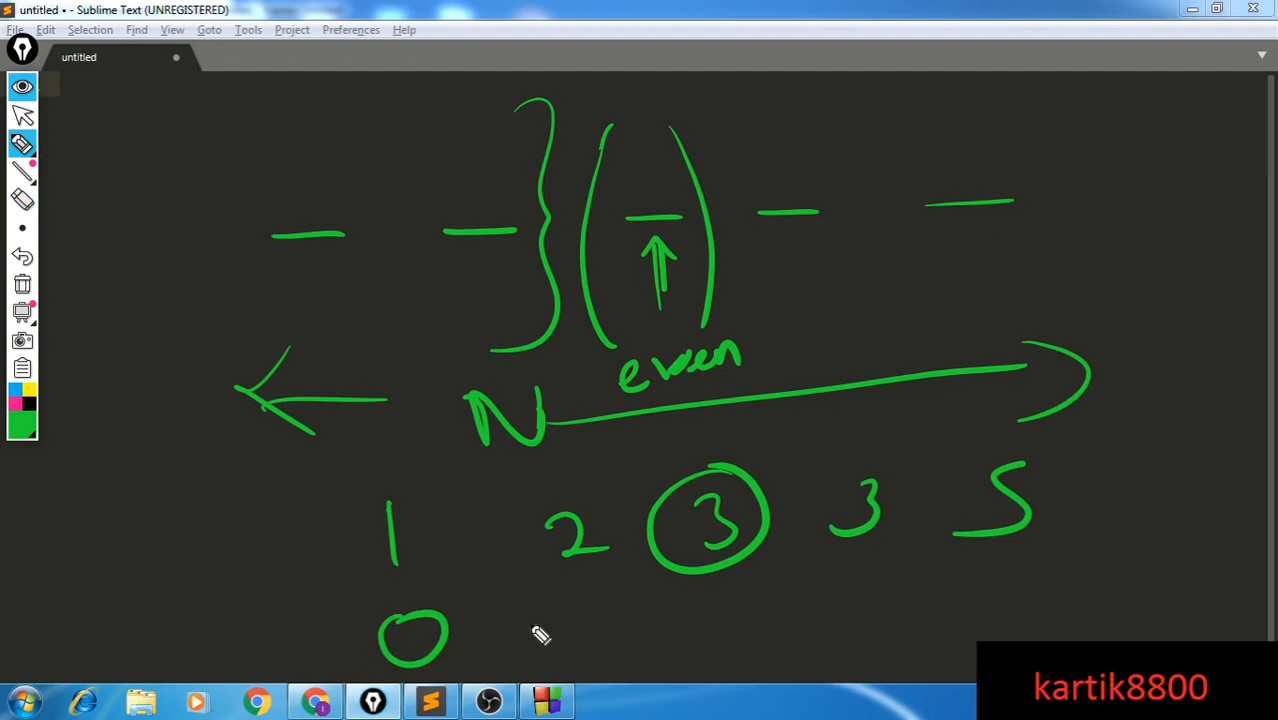 untitled • - Sublime Text (UNREGISTERED)
File Edit Selection Find View Goto Tools Project Preferences Help
untitled
even
N
1 2 3 3 5
0
kartik8800